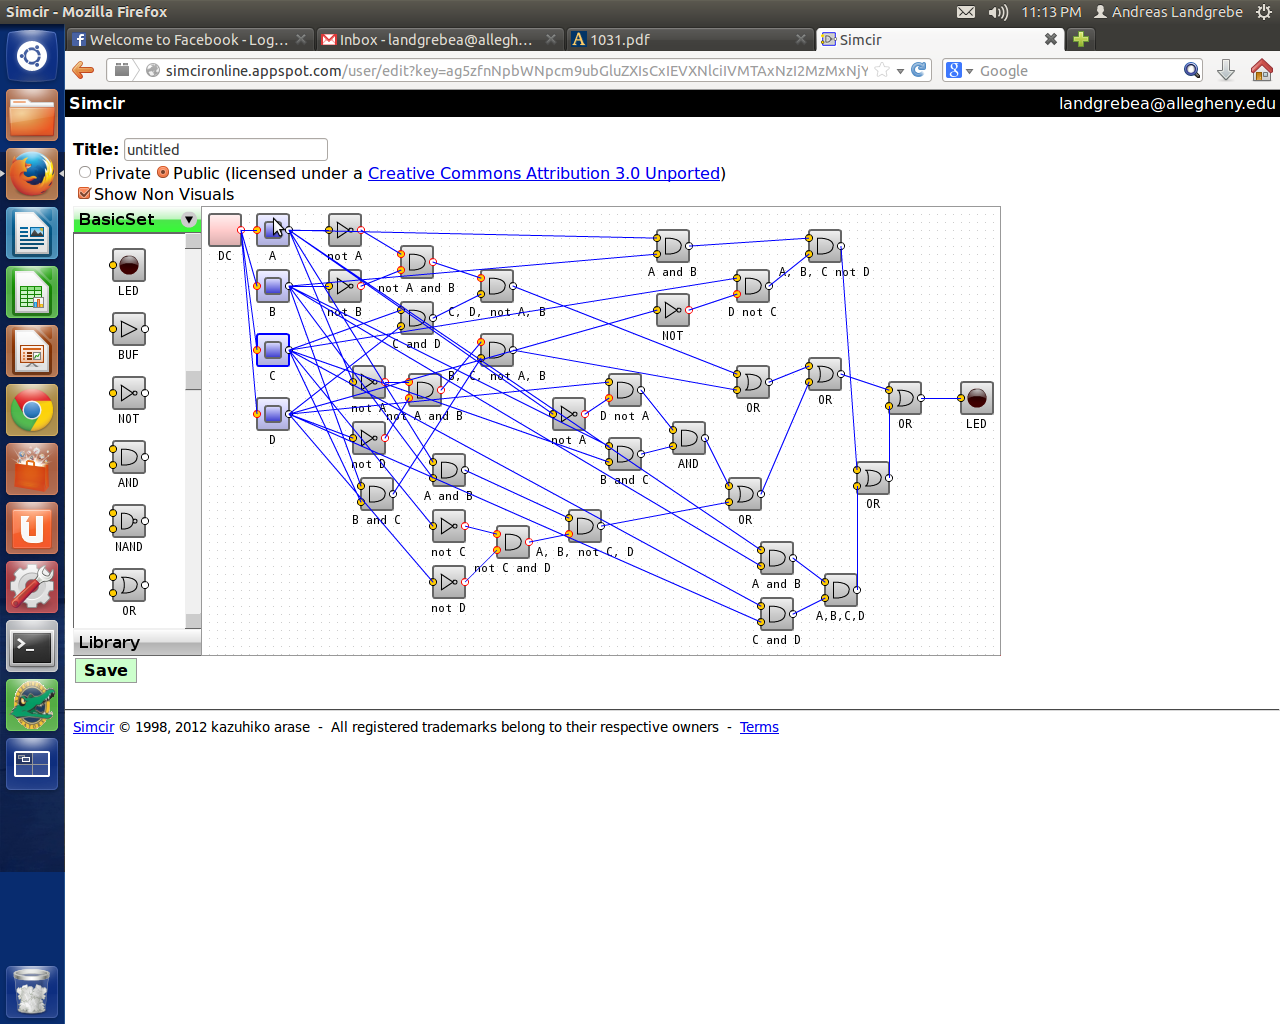 Simcir - Mozilla Firefox
11:13 PM Andreas Landgrebe
Welcome to Facebook - Log...
Inbox - landgrebea@allegh...
1031.pdf
Simcir
simcironline.appspot.com/user/edit?key=ag5zfnNpbWNpcm9ubGluZXIsCxIEVXNlciIVMTAxNzI2MzMxNjY
Google
Simcir
landgrebea@allegheny.edu
Title: untitled
Private Public (licensed under a Creative Commons Attribution 3.0 Unported)
Show Non Visuals
BasicSet
LED
BUF
NOT
AND
NAND
OR
Library
DC
A
not A
A and B
A, B, C not D
not A and B
B
not B
C, D, not A, B
D not C
C and D
NOT
C
B, C, not A, B
not A
not A and B
D not A
OR
OR
OR
LED
D
not A
not D
B and C
AND
A and B
B and C
OR
OR
not C
A, B, not C, D
not C and D
A and B
not D
A,B,C,D
C and D
Save
Simcir © 1998, 2012 kazuhiko arase - All registered trademarks belong to their respective owners - Terms